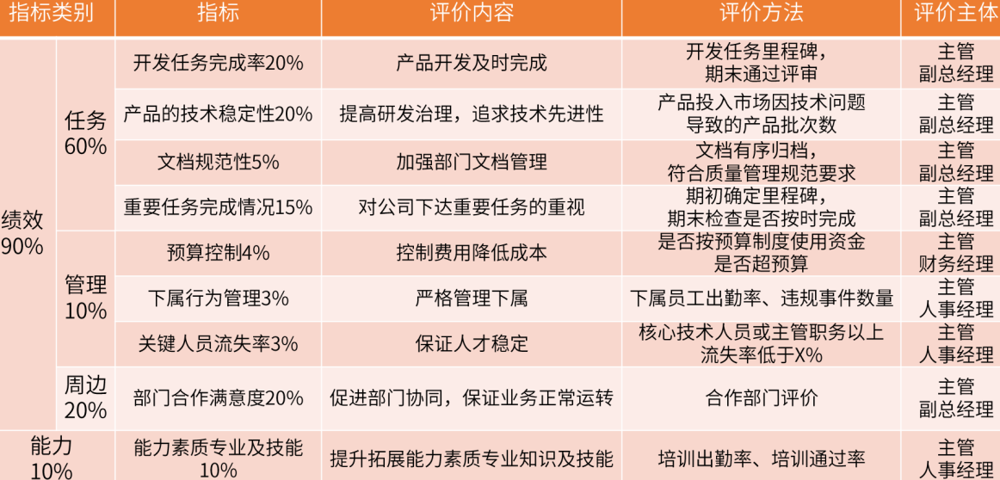 指标类别 指标 评价内容 评价方法 评价主体
绩效
90%
任务
60%
开发任务完成率20% 产品开发及时完成 开发任务里程碑，
期末通过评审 主管
副总经理
产品的技术稳定性20% 提高研发治理，追求技术先进性 产品投入市场因技术问题
导致的产品批次数 主管
副总经理
文档规范性5% 加强部门文档管理 文档有序归档，
符合质量管理规范要求 主管
副总经理
重要任务完成情况15% 对公司下达重要任务的重视 期初确定里程碑，
期末检查是否按时完成 主管
副总经理
管理
10%
预算控制4% 控制费用降低成本 是否按预算制度使用资金
是否超预算 主管
财务经理
下属行为管理3% 严格管理下属 下属员工出勤率、违规事件数量 主管
人事经理
关键人员流失率3% 保证人才稳定 核心技术人员或主管职务以上
流失率低于X% 主管
人事经理
周边
20%
部门合作满意度20% 促进部门协同，保证业务正常运转 合作部门评价 主管
副总经理
能力
10%
能力素质专业及技能
10% 提升拓展能力素质专业知识及技能 培训出勤率、培训通过率 主管
人事经理